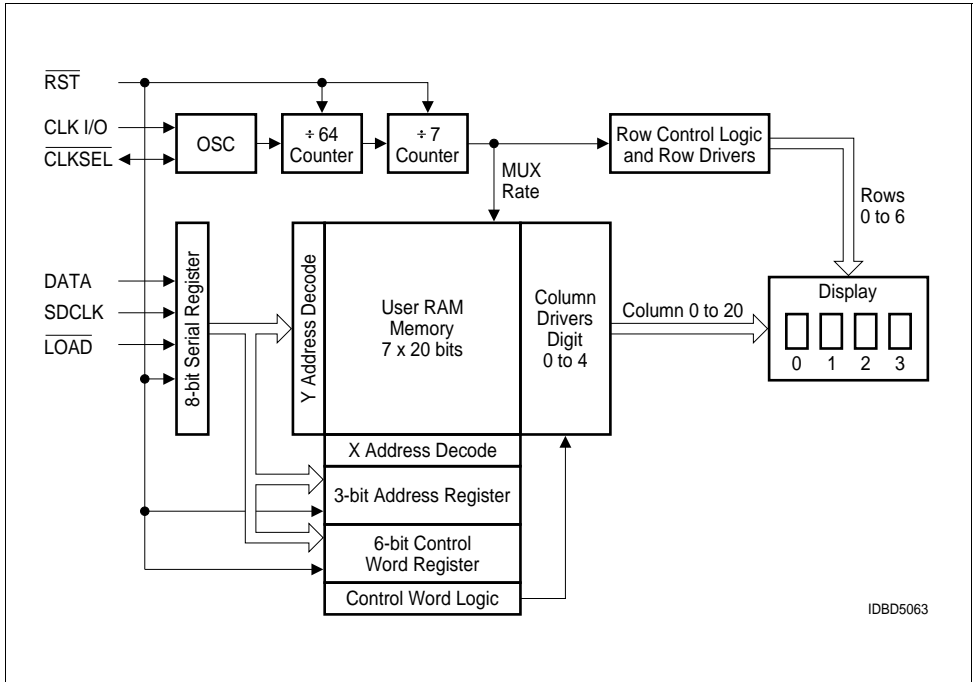 RST
CLK I/O
CLKSEL
OSC
÷ 64
Counter
÷ 7
Counter
Row Control Logic
and Row Drivers
MUX
Rate
Rows
0 to 6
DATA
SDCLK
LOAD
8-bit Serial Register
Y Address Decode
User RAM
Memory
7 x 20 bits
Column
Drivers
Digit
0 to 4
Column 0 to 20
Display
0 1 2 3
X Address Decode
3-bit Address Register
6-bit Control
Word Register
Control Word Logic
IDBD5063